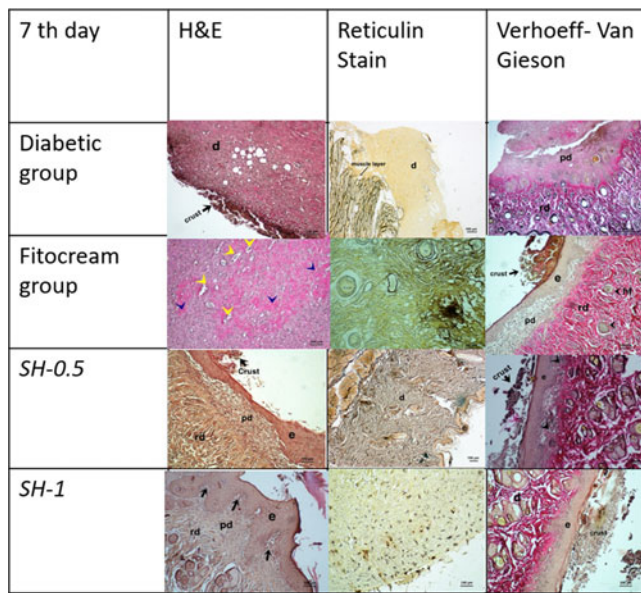 7 th day
H&E
Reticulin
Stain
Verhoeff- Van
Gieson
Diabetic
group
d
crust
muscle layer
d
pd
rd
Fitocream
group
crust
e
pd
rd
hf
SH-0.5
Crust
rd
pd
e
d
crust
e
SH-1
rd
pd
e
d
e
crust